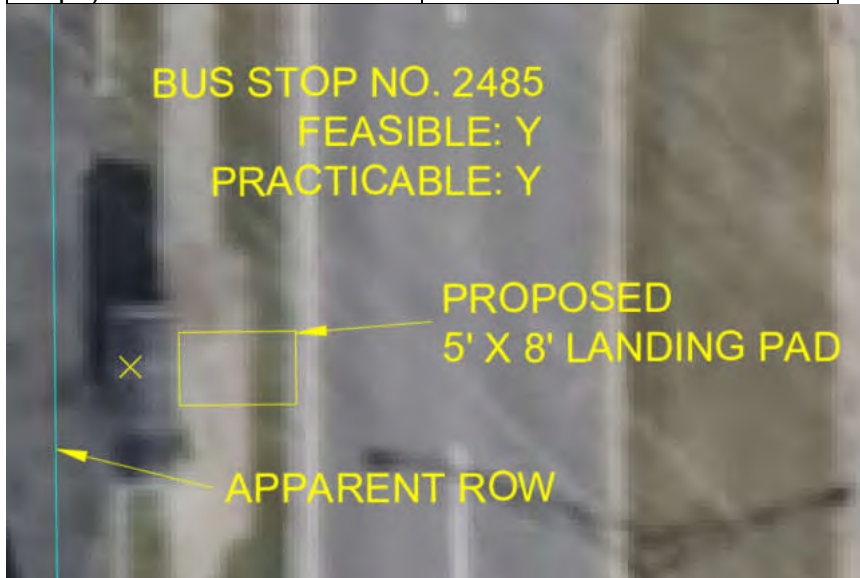 BUS STOP NO. 2485
FEASIBLE: Y
PRACTICABLE: Y
PROPOSED
5' X 8' LANDING PAD
APPARENT ROW